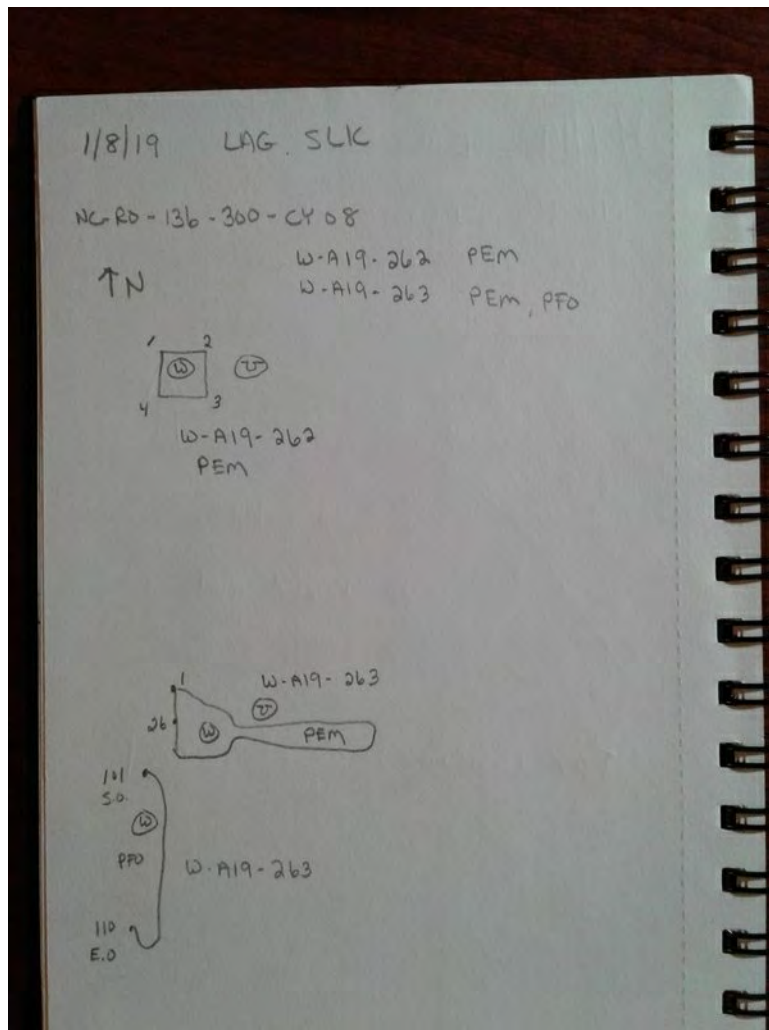 1/8/19 LAG. SLK
NC-RO-136-300-CY08
↑N
W-A19-262 PEM
W-A19-263 PEM, PFO
1 2
W U
4 3
W-A19-262
PEM
1 W-A19-263
U
26 W PEM
101
S.O.
W
PFO
W-A19-263
110
E.O